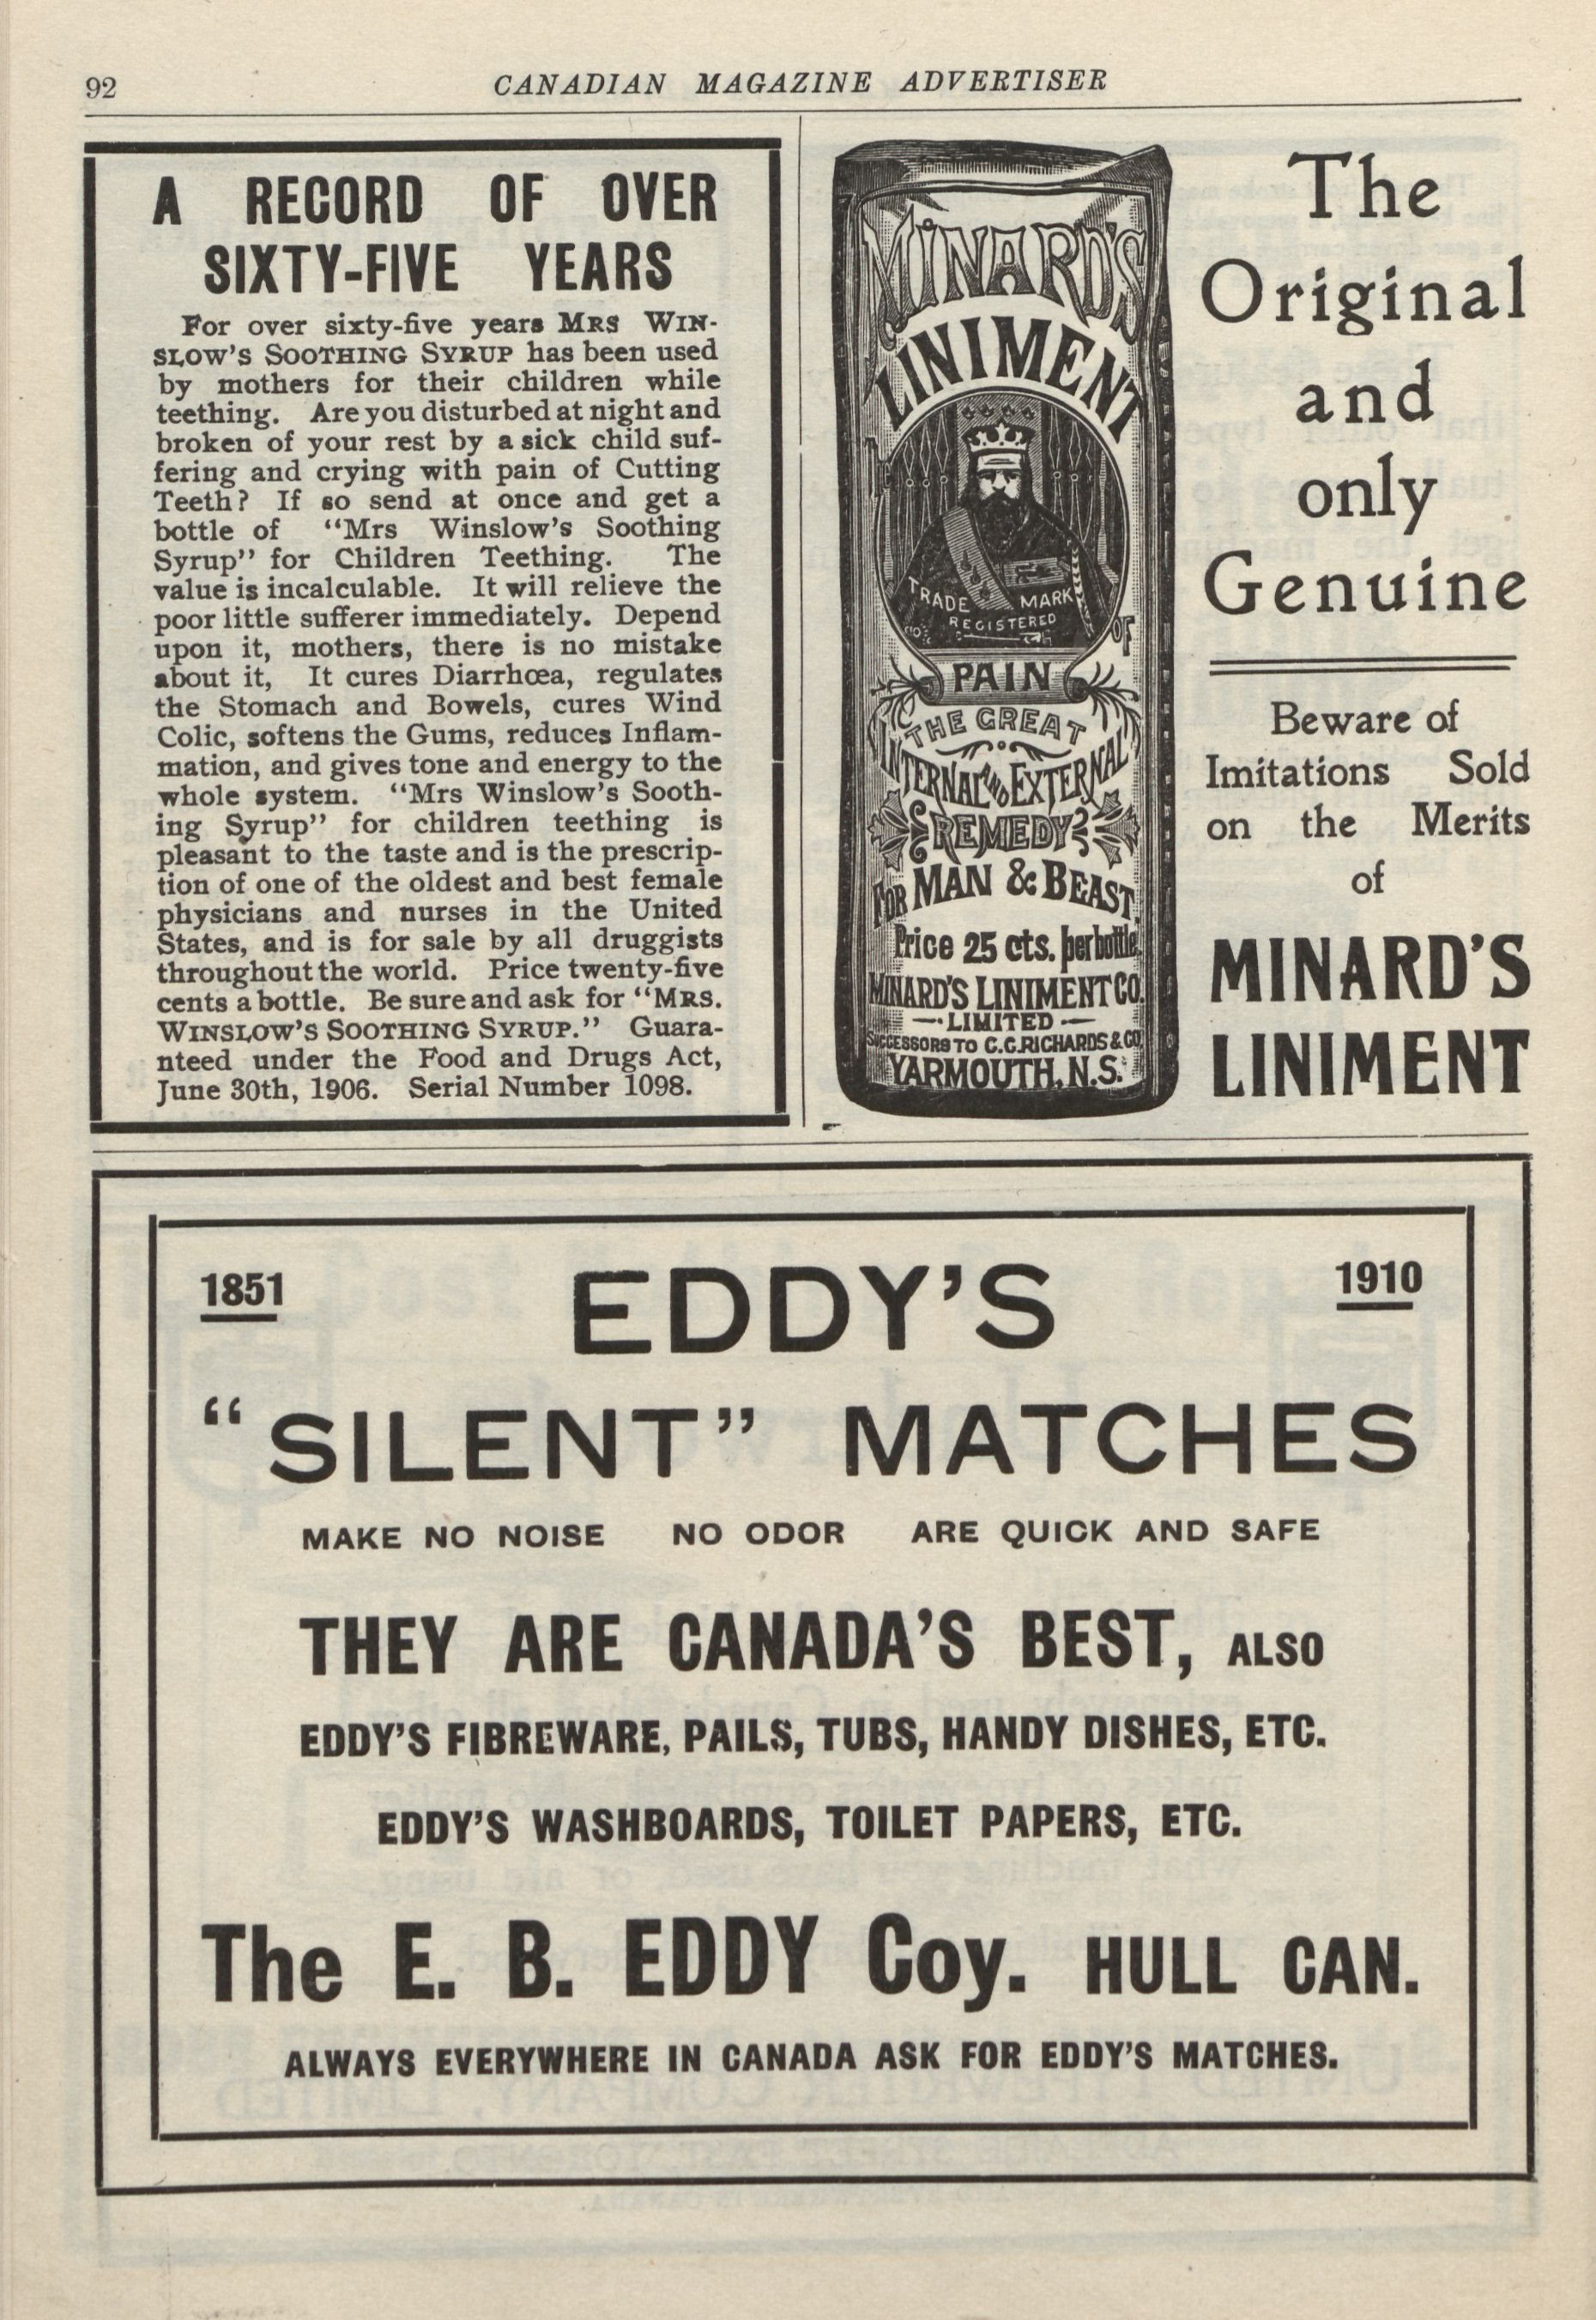 92
CANADIAN MAGAZINE ADVERTISER
A RECORD OF OVER
SIXTY-FIVE YEARS
For over sixty-five years MRS WIN-
SLOW'S SOOTHING SYRUP has been used
by mothers for their children while
teething. Are you disturbed at night and
broken of your rest by a sick child suf-
fering and crying with pain of Cutting
Teeth? If so send at once and get a
bottle of "Mrs Winslow's Soothing
Syrup" for Children Teething. The
value is incalculable. It will relieve the
poor little sufferer immediately. Depend
upon it, mothers, there is no mistake
about it, It cures Diarrhœa, regulates
the Stomach and Bowels, cures Wind
Colic, softens the Gums, reduces Inflam-
mation, and gives tone and energy to the
whole system. "Mrs Winslow's Sooth-
ing Syrup" for children teething is
pleasant to the taste and is the prescrip-
tion of one of the oldest and best female
physicians and nurses in the United
States, and is for sale by all druggists
throughout the world. Price twenty-five
cents a bottle. Be sure and ask for "MRS.
WINSLOW'S SOOTHING SYRUP." Guara-
nteed under the Food and Drugs Act,
June 30th, 1906. Serial Number 1098.
MINARD'S
LINIMENT
TRADE MARK
REGISTERED
OF
PAIN
THE GREAT
INTERNAL AND EXTERNAL
REMEDY
FOR MAN & BEAST.
Price 25 cts. per bottle.
MINARD'S LINIMENT CO.
LIMITED
SUCCESSORS TO C.C.RICHARDS & CO.
YARMOUTH, N.S.
The
Original
and
only
Genuine
Beware of
Imitations Sold
on the Merits
of
MINARD'S
LINIMENT
1851 EDDY'S 1910
"SILENT" MATCHES
MAKE NO NOISE NO ODOR ARE QUICK AND SAFE
THEY ARE CANADA'S BEST, ALSO
EDDY'S FIBREWARE, PAILS, TUBS, HANDY DISHES, ETC.
EDDY'S WASHBOARDS, TOILET PAPERS, ETC.
The E. B. EDDY Coy. HULL CAN.
ALWAYS EVERYWHERE IN CANADA ASK FOR EDDY'S MATCHES.